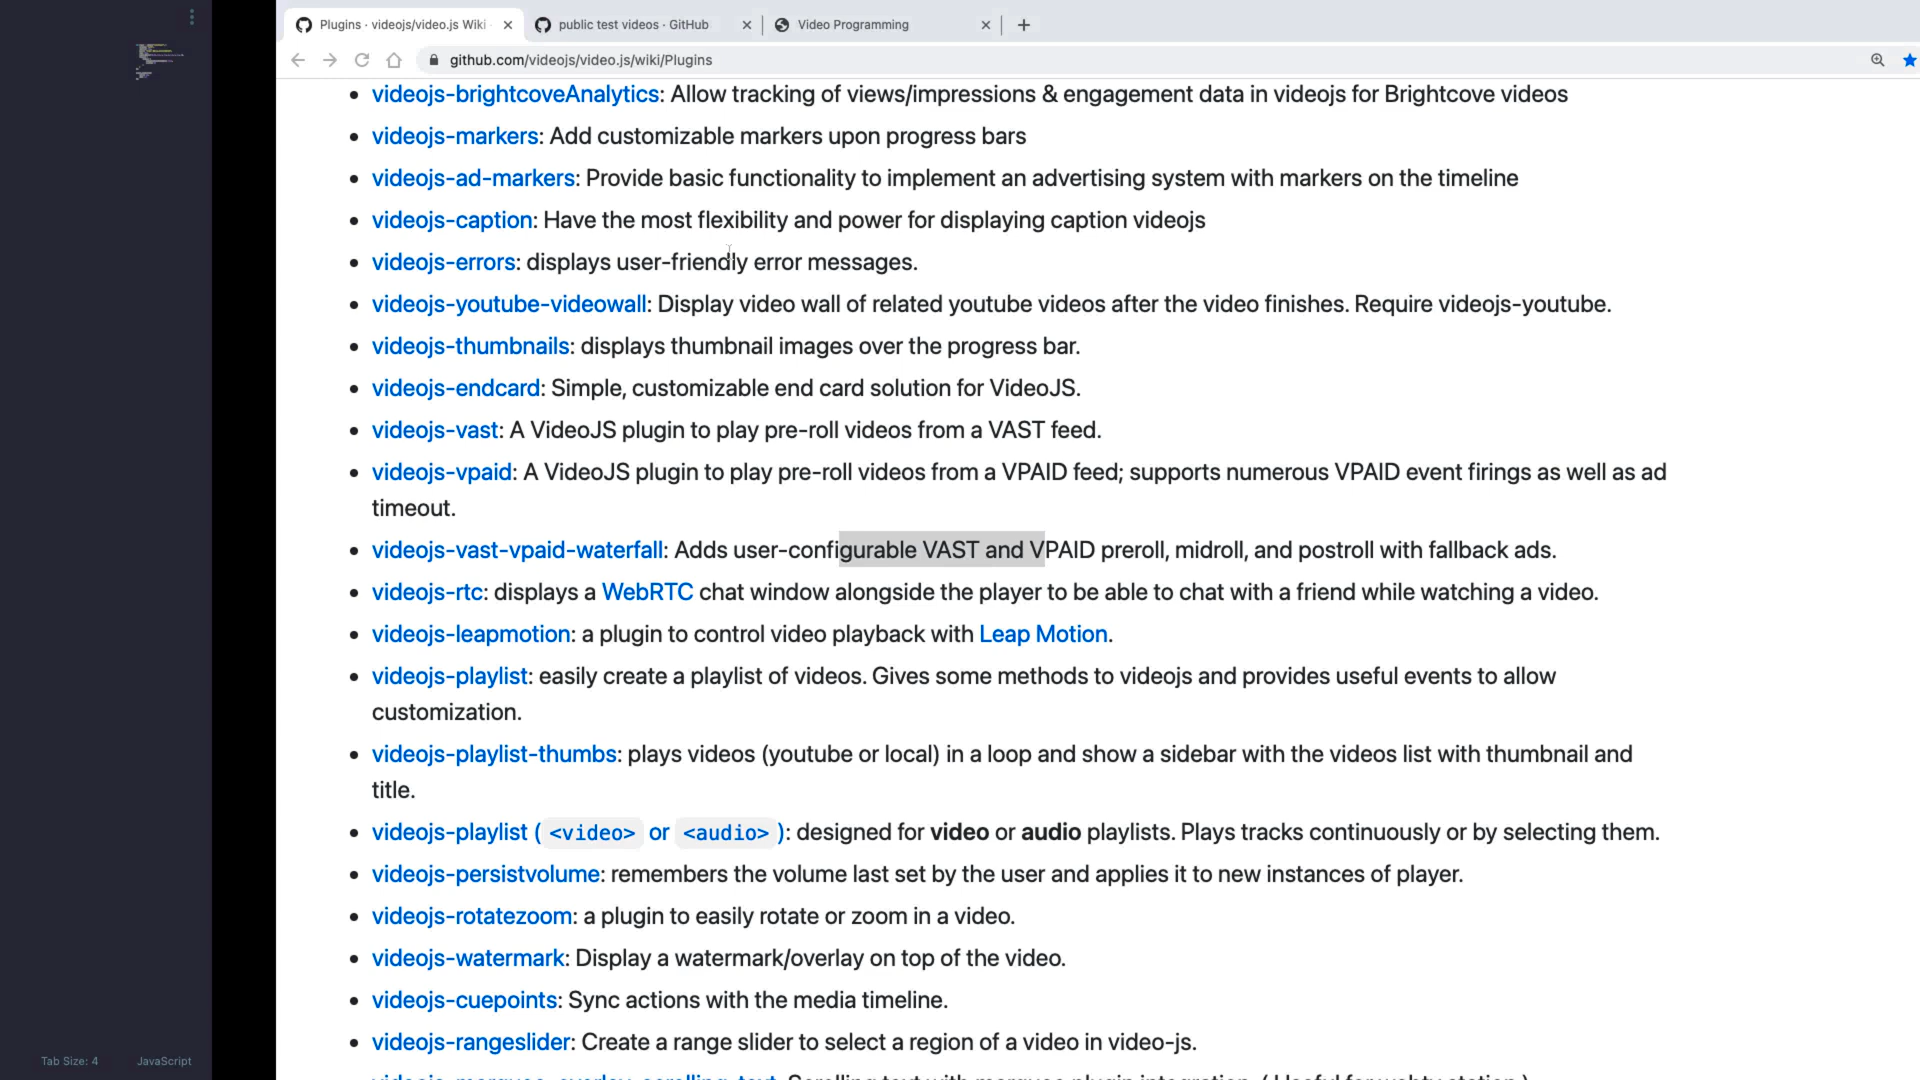 Plugins · videojs/video.js Wiki
public test videos · GitHub
Video Programming
github.com/videojs/video.js/wiki/Plugins
videojs-brightcoveAnalytics: Allow tracking of views/impressions & engagement data in videojs for Brightcove videos
videojs-markers: Add customizable markers upon progress bars
videojs-ad-markers: Provide basic functionality to implement an advertising system with markers on the timeline
videojs-caption: Have the most flexibility and power for displaying caption videojs
videojs-errors: displays user-friendly error messages.
videojs-youtube-videowall: Display video wall of related youtube videos after the video finishes. Require videojs-youtube.
videojs-thumbnails: displays thumbnail images over the progress bar.
videojs-endcard: Simple, customizable end card solution for VideoJS.
videojs-vast: A VideoJS plugin to play pre-roll videos from a VAST feed.
videojs-vpaid: A VideoJS plugin to play pre-roll videos from a VPAID feed; supports numerous VPAID event firings as well as ad
timeout.
videojs-vast-vpaid-waterfall: Adds user-configurable VAST and VPAID preroll, midroll, and postroll with fallback ads.
videojs-rtc: displays a WebRTC chat window alongside the player to be able to chat with a friend while watching a video.
videojs-leapmotion: a plugin to control video playback with Leap Motion.
videojs-playlist: easily create a playlist of videos. Gives some methods to videojs and provides useful events to allow
customization.
videojs-playlist-thumbs: plays videos (youtube or local) in a loop and show a sidebar with the videos list with thumbnail and
title.
videojs-playlist ( <video> or <audio> ): designed for video or audio playlists. Plays tracks continuously or by selecting them.
videojs-persistvolume: remembers the volume last set by the user and applies it to new instances of player.
videojs-rotatezoom: a plugin to easily rotate or zoom in a video.
videojs-watermark: Display a watermark/overlay on top of the video.
videojs-cuepoints: Sync actions with the media timeline.
videojs-rangeslider: Create a range slider to select a region of a video in video-js.
videojs-marquee-overlay-scrolling-text: Scrolling text with marquee plugin integration. ( Useful for webtv station )
Tab Size: 4
JavaScript